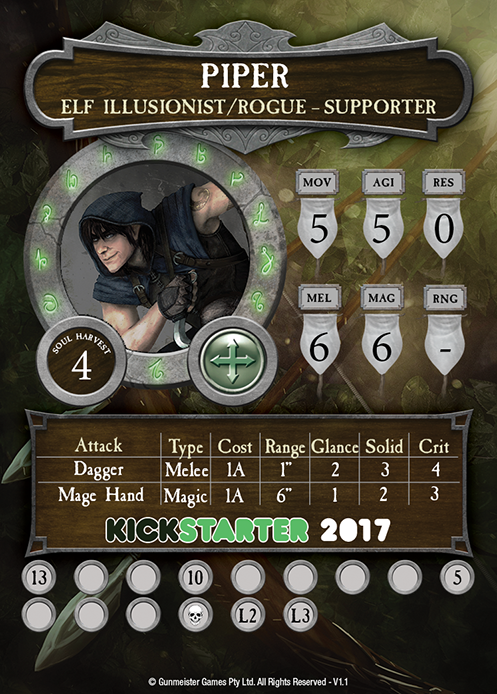 PIPER
ELF ILLUSIONIST/ROGUE - SUPPORTER
MOV AGI RES
5 5 0
MEL MAG RNG
6 6 -
SOUL HARVEST
4
Attack Type Cost Range Glance Solid Crit
Dagger Melee 1A 1" 2 3 4
Mage Hand Magic 1A 6" 1 2 3
KICKSTARTER 2017
13 10 5
L2 L3
© Gunmeister Games Pty Ltd. All Rights Reserved - V1.1